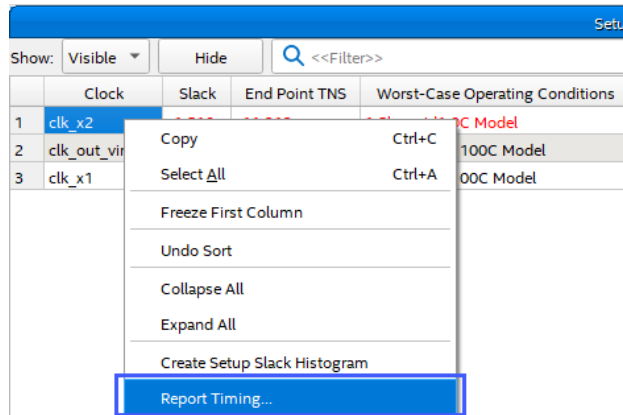 Setu
Show: Visible Hide <<Filter>>
Clock Slack End Point TNS Worst-Case Operating Conditions
1 clk_x2 C Model
2 clk_out_vir 100C Model
3 clk_x1 00C Model
Copy Ctrl+C
Select All Ctrl+A
Freeze First Column
Undo Sort
Collapse All
Expand All
Create Setup Slack Histogram
Report Timing...